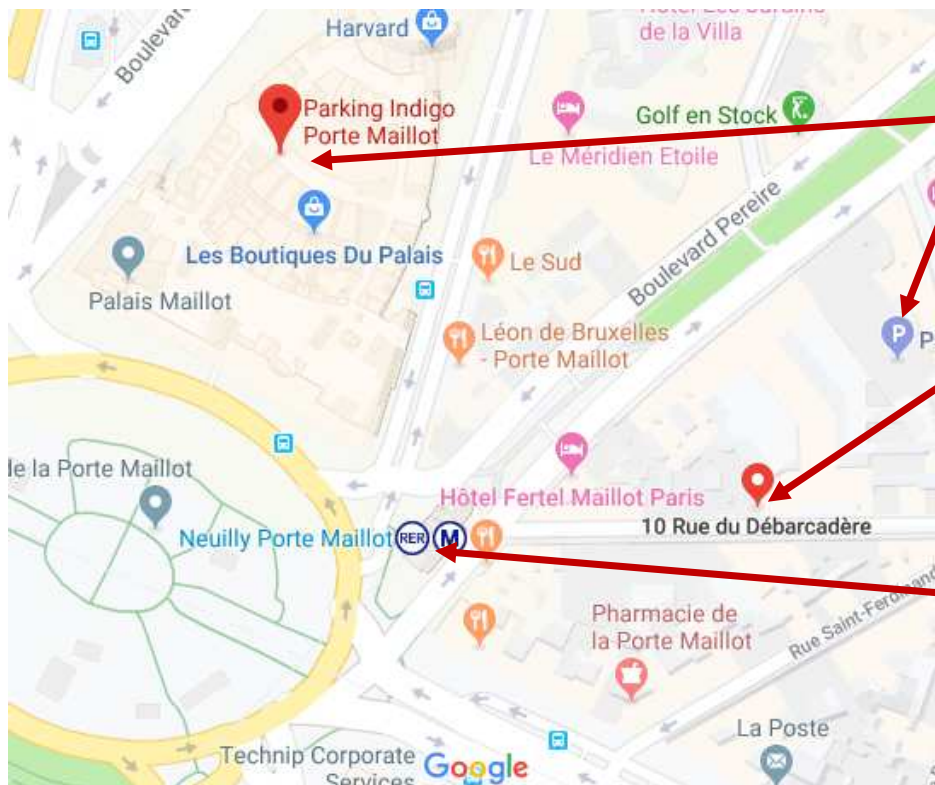 Harvard
de la Villa
Boulevard
Parking Indigo
Porte Maillot
Golf en Stock
Le Méridien Etoile
Les Boutiques Du Palais
Le Sud
Boulevard Pereire
Palais Maillot
Léon de Bruxelles
- Porte Maillot
P
P
de la Porte Maillot
Hôtel Fertel Maillot Paris
10 Rue du Débarcadère
Neuilly Porte Maillot RER M
Pharmacie de
la Porte Maillot
Rue Saint-Ferdinand
La Poste
Technip Corporate
Services
Google